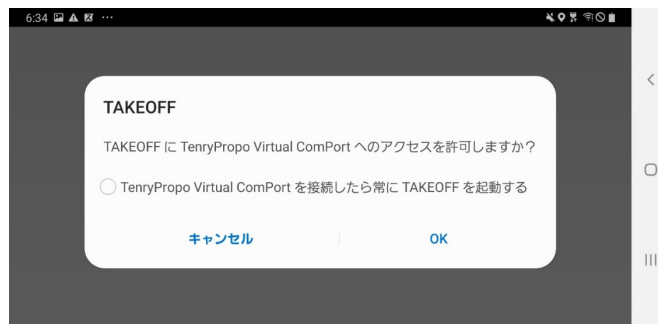 6:34
TAKEOFF
TAKEOFF に TenryPropo Virtual ComPort へのアクセスを許可しますか？
TenryPropo Virtual ComPort を接続したら常に TAKEOFF を起動する
キャンセル
OK